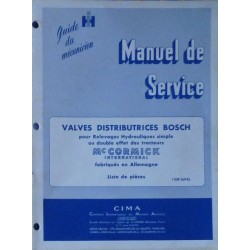 Guide du mécanicien
IH
Manuel de
Service
VALVES DISTRIBUTRICES BOSCH
pour Relevages Hydrauliques simple
ou double effet des tracteurs
McCORMICK
INTERNATIONAL
fabriqués en Allemagne
Liste de pièces
CIMA